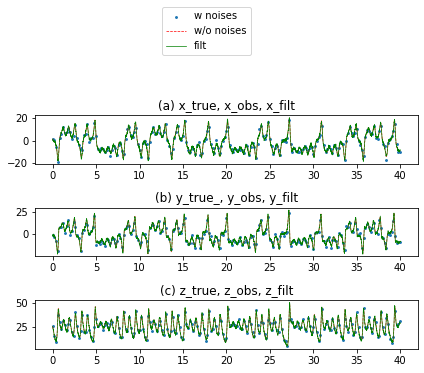 w noises
w/o noises
filt
(a) x_true, x_obs, x_filt
20
0
−20
0 5 10 15 20 25 30 35 40
(b) y_true_, y_obs, y_filt
25
0
0 5 10 15 20 25 30 35 40
(c) z_true, z_obs, z_filt
50
25
0 5 10 15 20 25 30 35 40